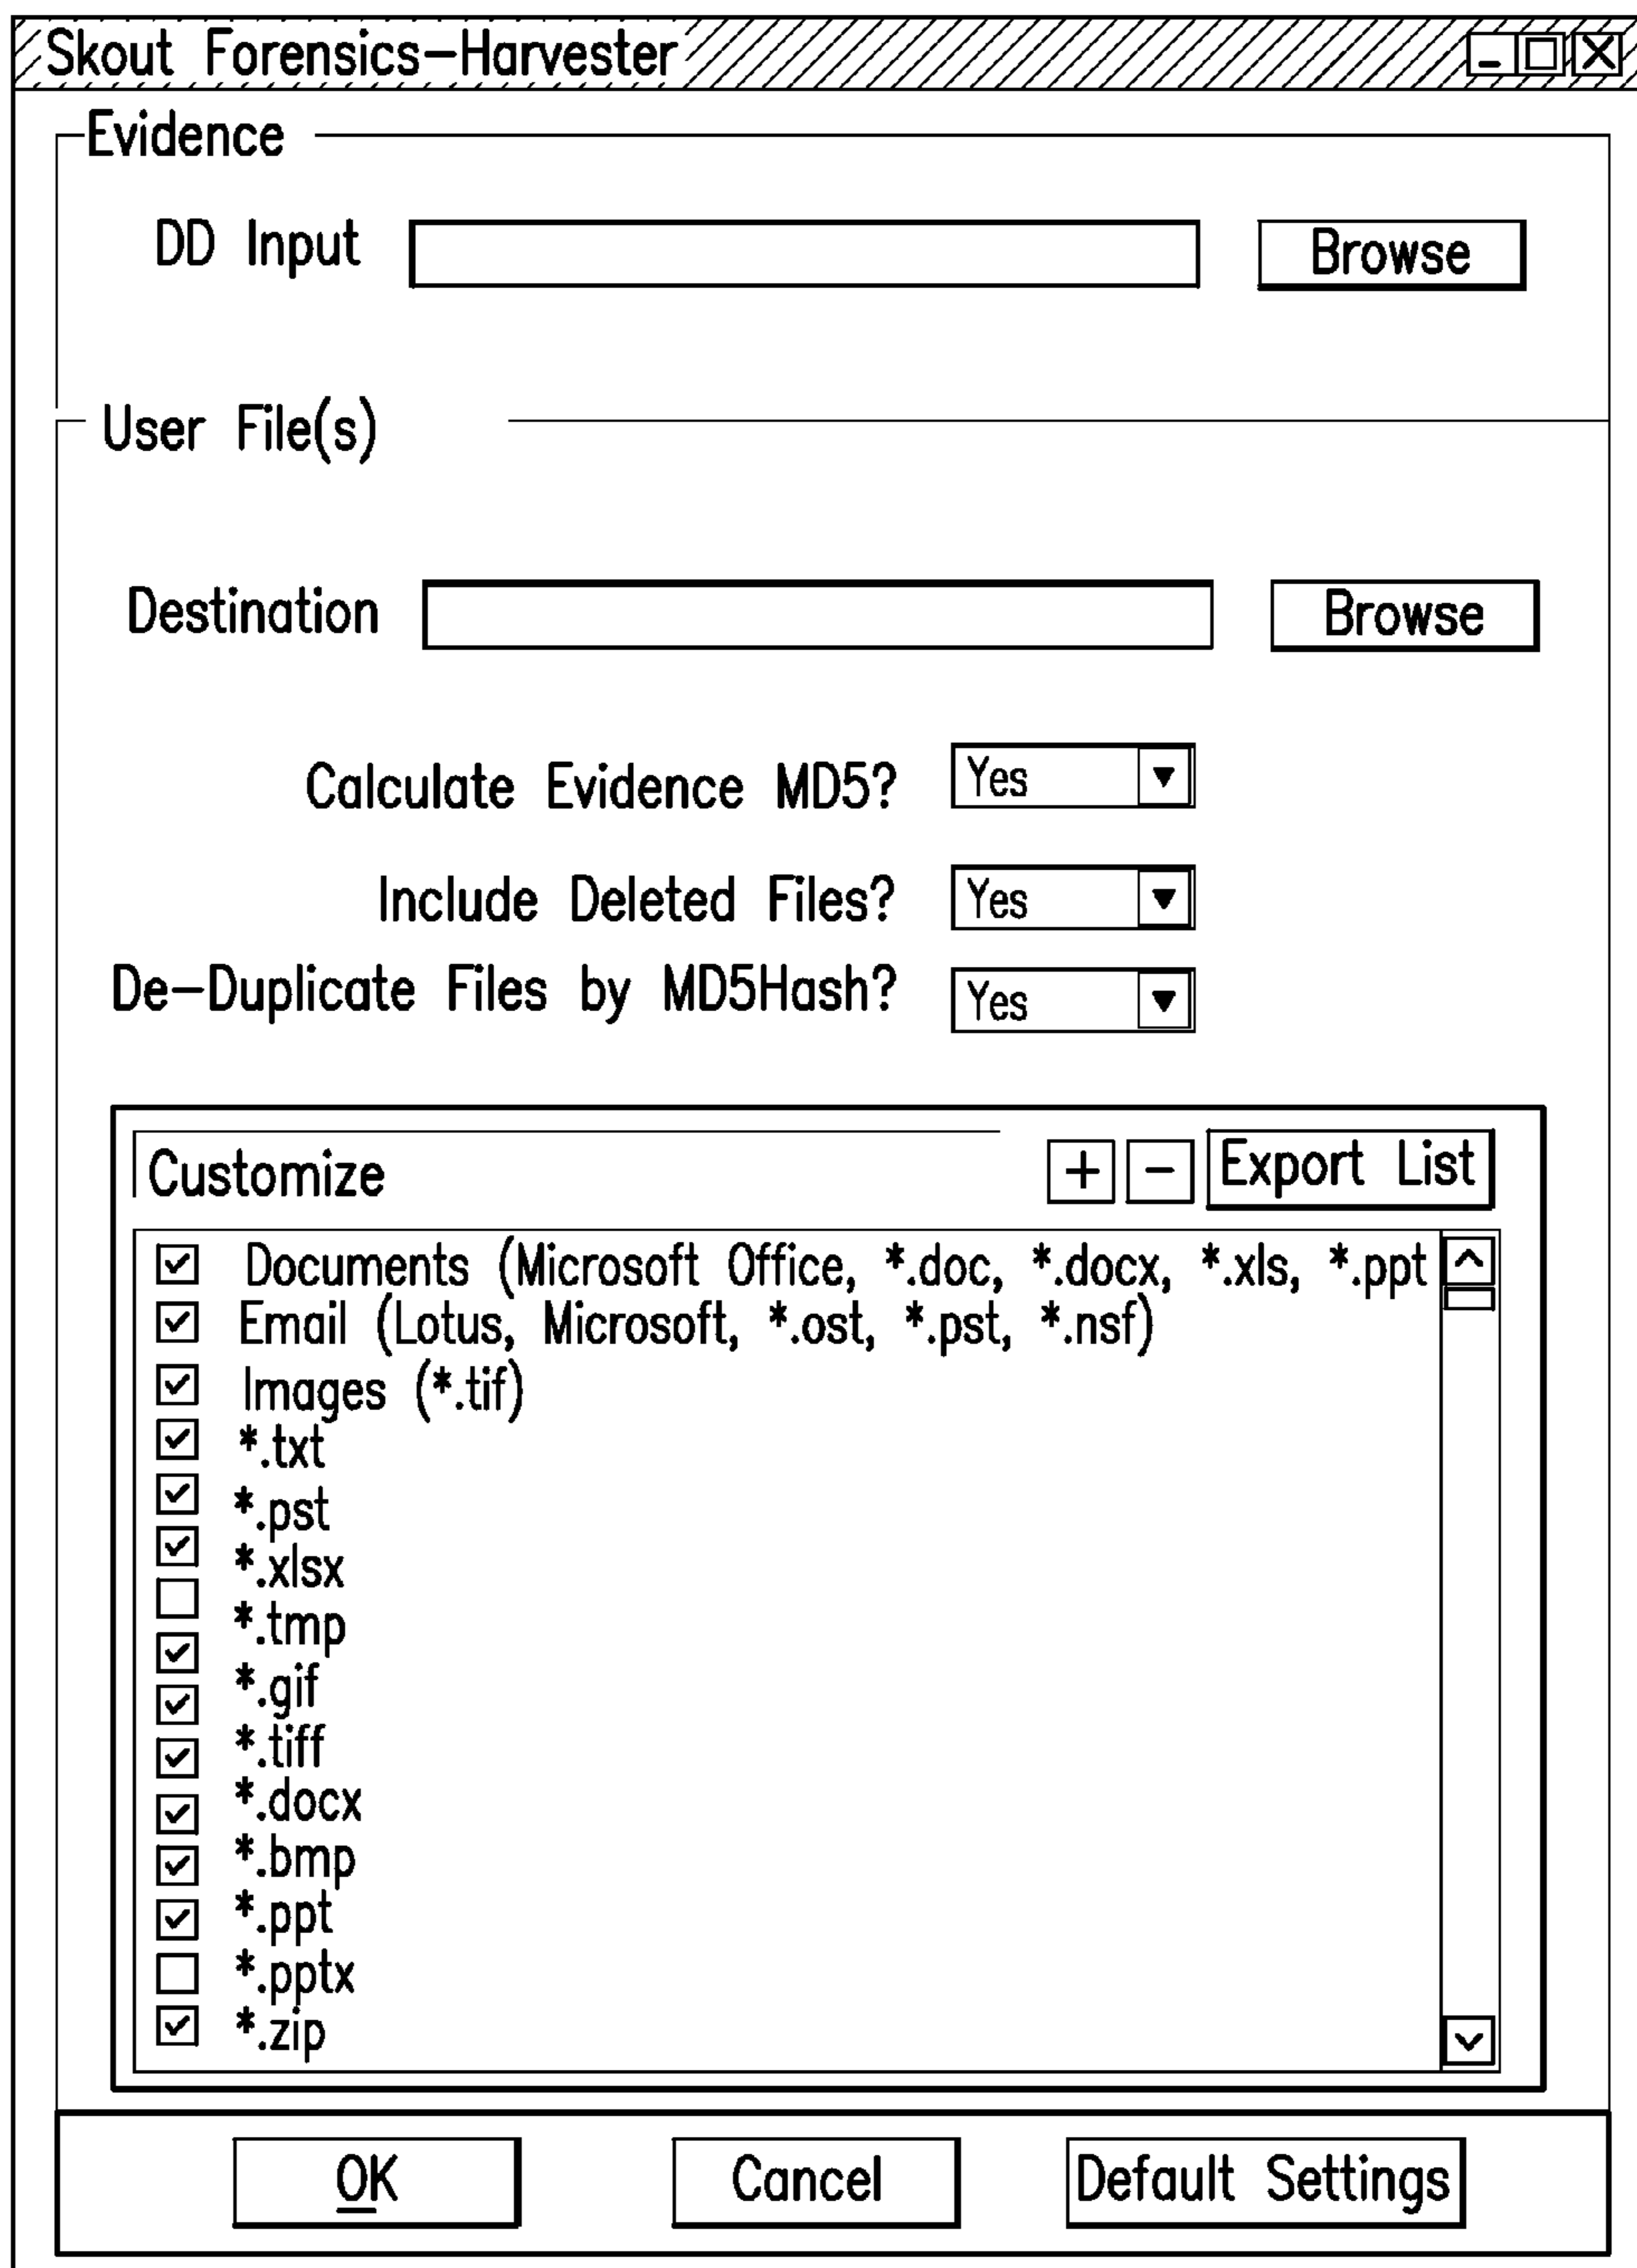 Skout Forensics-Harvester
Evidence
DD Input
Browse
User File(s)
Destination
Browse
Calculate Evidence MD5? Yes
Include Deleted Files? Yes
De-Duplicate Files by MD5Hash? Yes
Customize + - Export List
Documents (Microsoft Office, *.doc, *.docx, *.xls, *.ppt
Email (Lotus, Microsoft, *.ost, *.pst, *.nsf)
Images (*.tif)
*.txt
*.pst
*.xlsx
*.tmp
*.gif
*.tiff
*.docx
*.bmp
*.ppt
*.pptx
*.zip
OK Cancel Default Settings